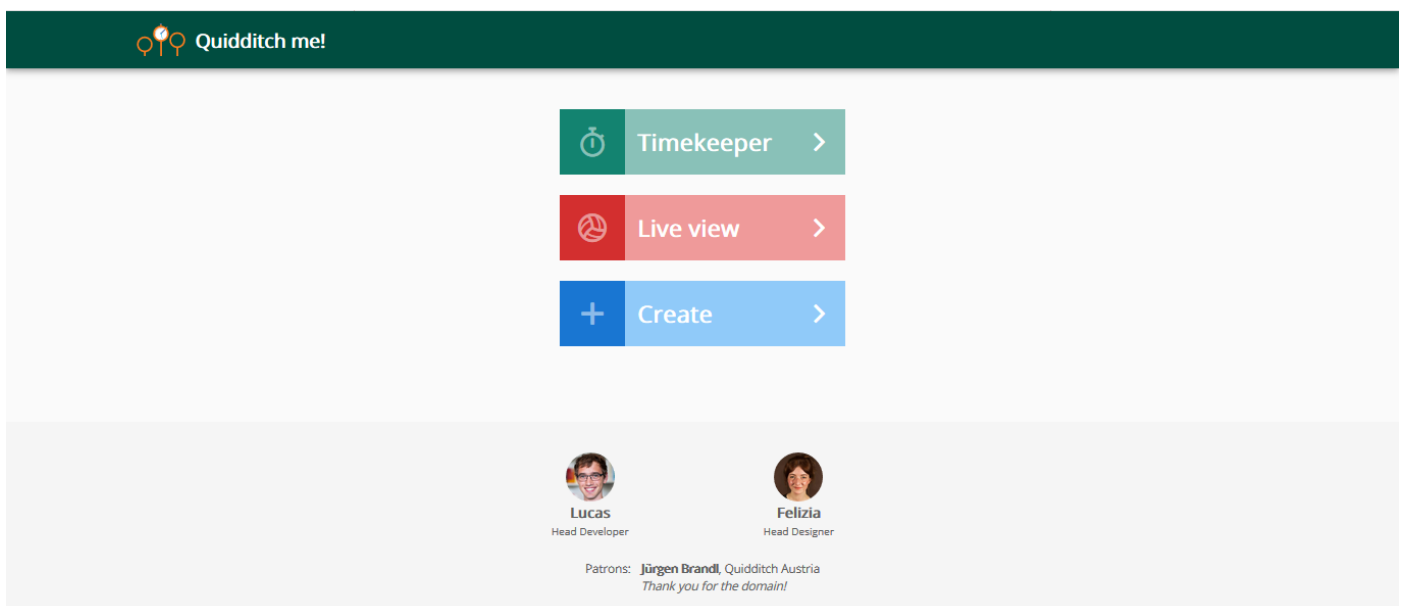 Quidditch me!
Timekeeper
Live view
Create
Lucas
Head Developer
Felizia
Head Designer
Patrons: Jürgen Brandl, Quidditch Austria
Thank you for the domain!